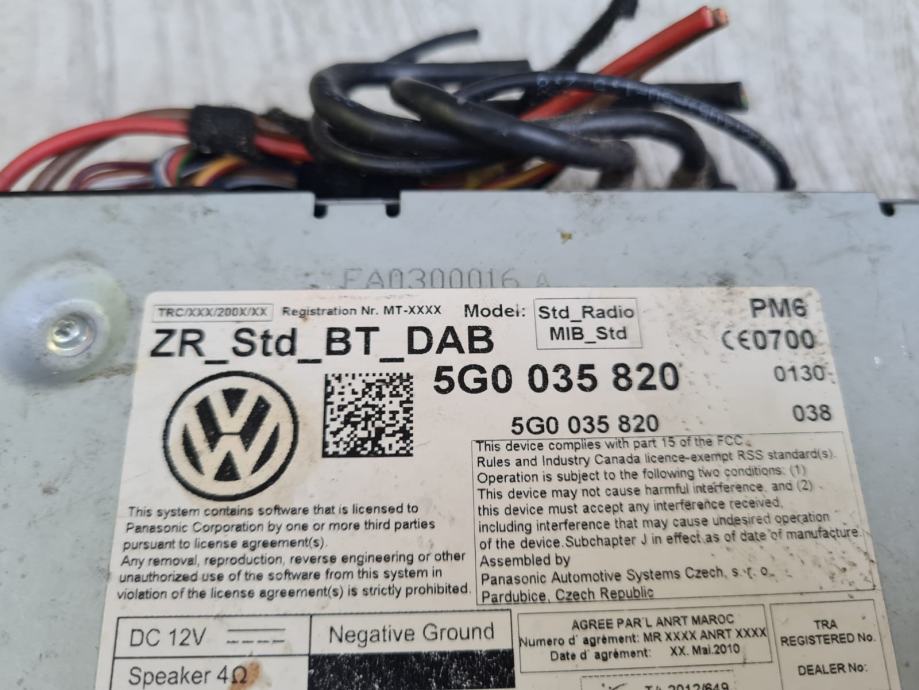 FA0300016 A
TRC/XXX/200X/XX Registration Nr. MT-XXXX Model: Std_Radio MIB_Std PM6
ZR_Std_BT_DAB
CE0700
5G0 035 820
0130
5G0 035 820
038
This device complies with part 15 of the FCC
Rules and Industry Canada licence-exempt RSS standard(s).
Operation is subject to the following two conditions: (1)
This device may not cause harmful interference, and (2)
this device must accept any interference received,
including interference that may cause undesired operation
of the device.Subchapter J in effect as of date of manufacture.
Assembled by
Panasonic Automotive Systems Czech, s. r. o.
Pardubice, Czech Republic
This system contains software that is licensed to
Panasonic Corporation by one or more third parties
pursuant to license agreement(s).
Any removal, reproduction, reverse engineering or other
unauthorized use of the software from this system in
violation of the license agreement(s) is strictly prohibited.
DC 12V
Negative Ground
Speaker 4Ω
AGREE PAR'L ANRT MAROC
Numero d'agrèment: MR XXXX ANRT XXXX
Date d' agrèment: XX. Mai.2010
TRA
REGISTERED No.
DEALER No:
2012/649